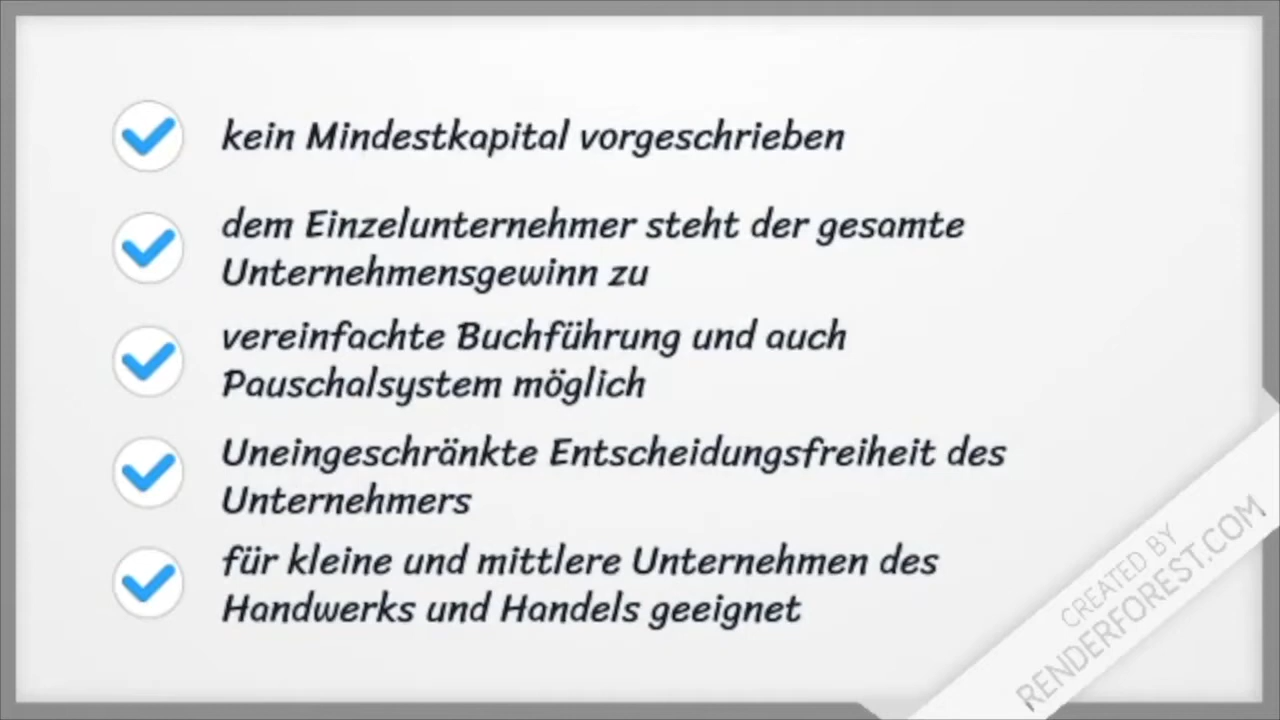 kein Mindestkapital vorgeschrieben
dem Einzelunternehmer steht der gesamte
Unternehmensgewinn zu
vereinfachte Buchführung und auch
Pauschalsystem möglich
Uneingeschränkte Entscheidungsfreiheit des
Unternehmers
für kleine und mittlere Unternehmen des
Handwerks und Handels geeignet
CREATED BY
RENDERFOREST.COM